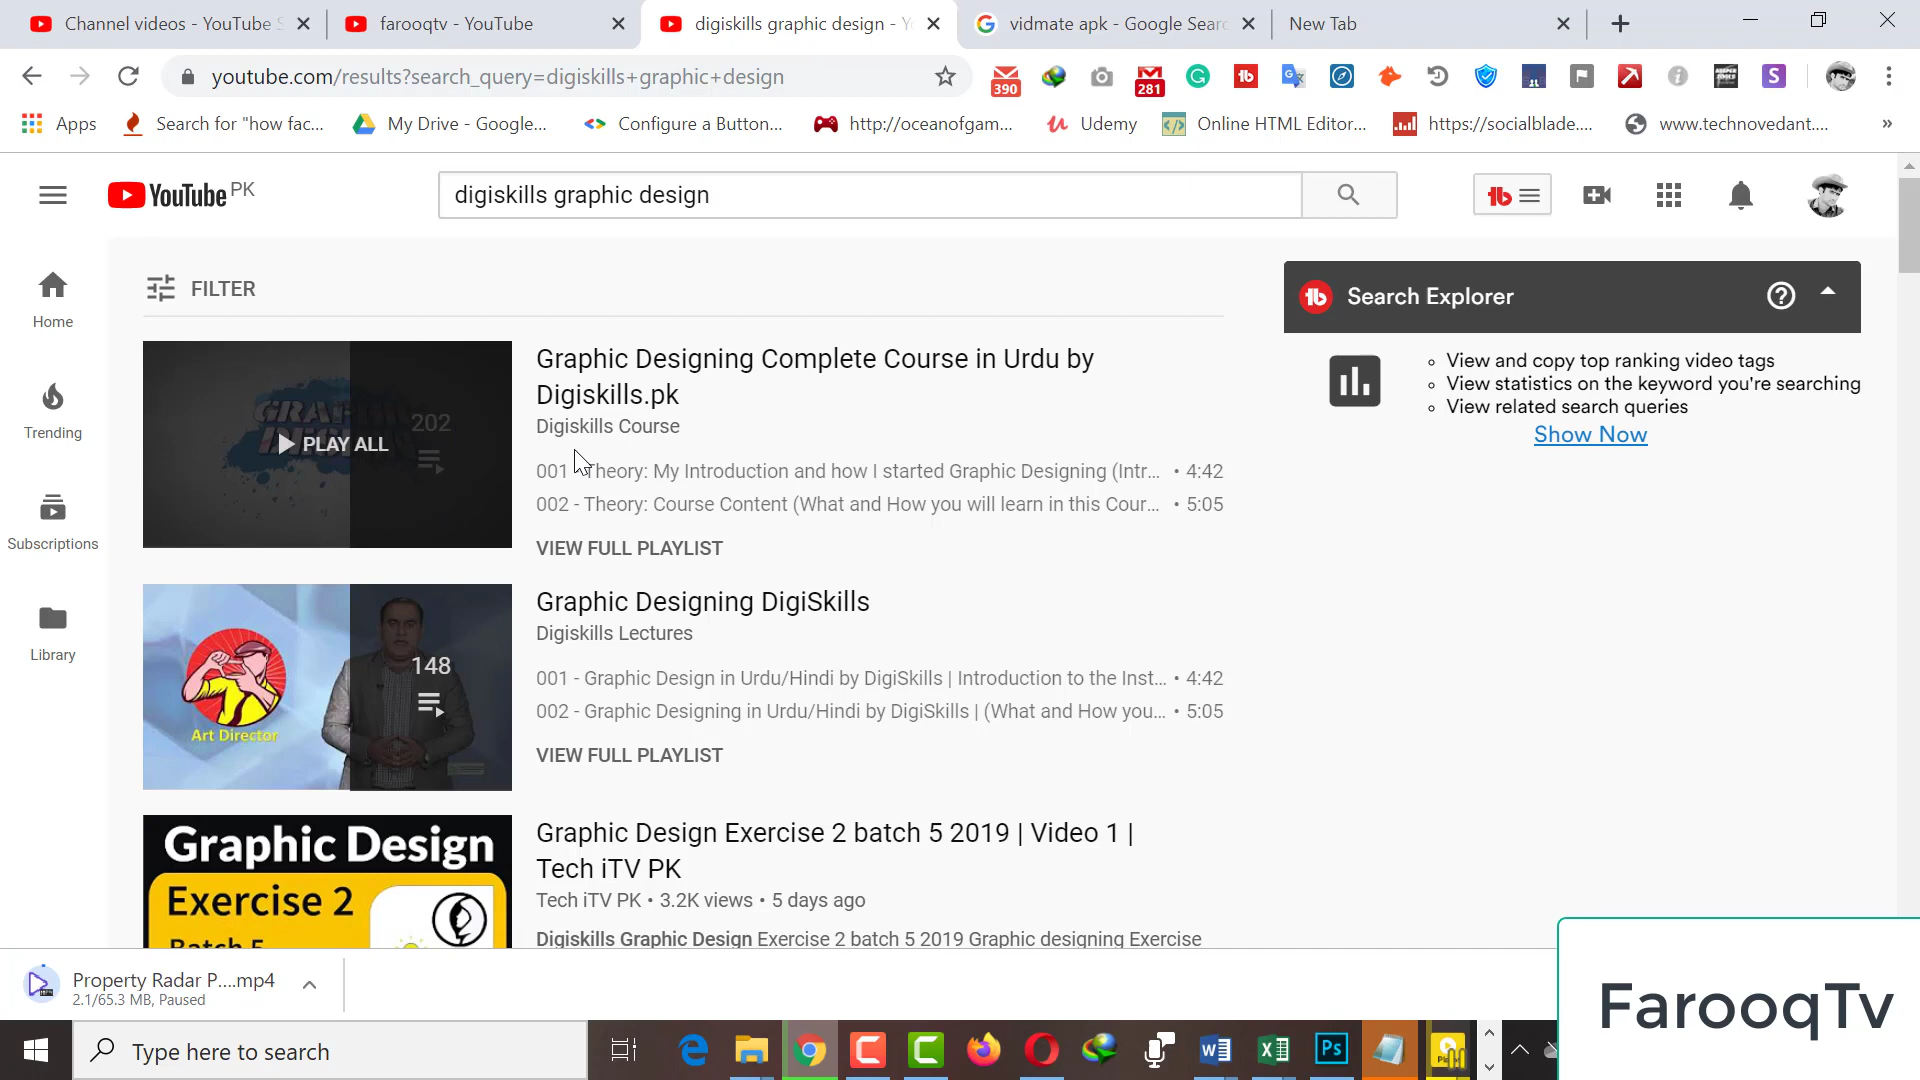 Channel videos - YouTube S
farooqtv - YouTube
digiskills graphic design - Y
vidmate apk - Google Searc
New Tab
youtube.com/results?search_query=digiskills+graphic+design
390
281
Apps
Search for "how fac...
My Drive - Google...
Configure a Button...
http://oceanofgam...
Udemy
Online HTML Editor...
https://socialblade....
www.technovedant....
»
YouTube PK
digiskills graphic design
Home
Trending
Subscriptions
Library
FILTER
202
PLAY ALL
Graphic Designing Complete Course in Urdu by
Digiskills.pk
Digiskills Course
001 - Theory: My Introduction and how I started Graphic Designing (Intr... • 4:42
002 - Theory: Course Content (What and How you will learn in this Cour... • 5:05
VIEW FULL PLAYLIST
148
Art Director
Graphic Designing DigiSkills
Digiskills Lectures
001 - Graphic Design in Urdu/Hindi by DigiSkills | Introduction to the Inst... • 4:42
002 - Graphic Designing in Urdu/Hindi by DigiSkills | (What and How you... • 5:05
VIEW FULL PLAYLIST
Graphic Design
Exercise 2
Batch 5
Graphic Design Exercise 2 batch 5 2019 | Video 1 |
Tech iTV PK
Tech iTV PK • 3.2K views • 5 days ago
Digiskills Graphic Design Exercise 2 batch 5 2019 Graphic designing Exercise
Search Explorer
View and copy top ranking video tags
View statistics on the keyword you're searching
View related search queries
Show Now
Property Radar P....mp4
2.1/65.3 MB, Paused
FarooqTv
Type here to search